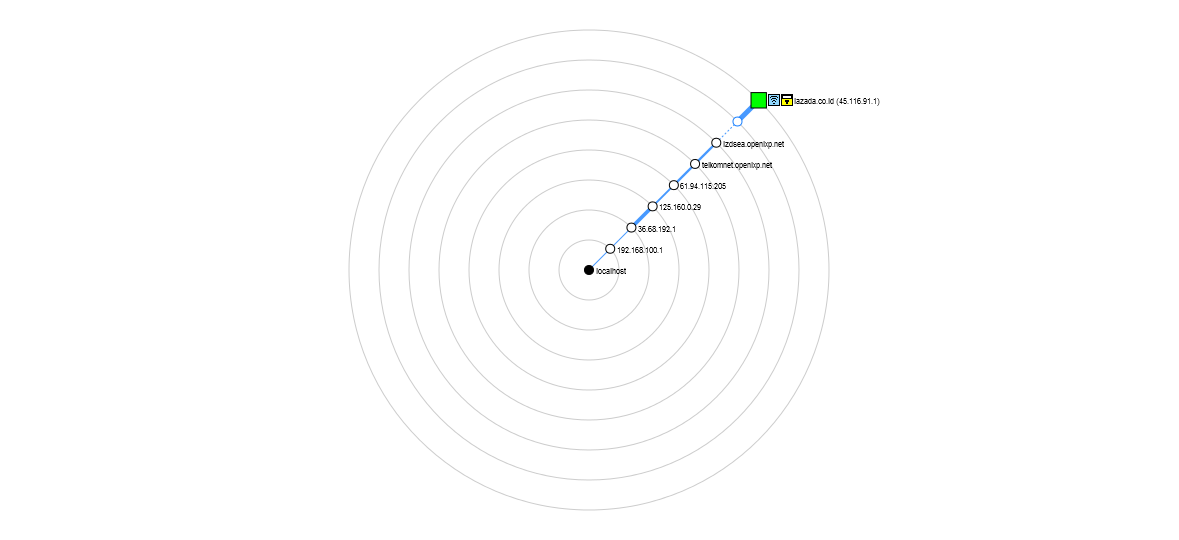 lazada.co.id (45.116.91.1)
lzdsea.openixp.net
telkomnet.openixp.net
61.94.115.205
125.160.0.29
36.68.192.1
192.168.100.1
localhost